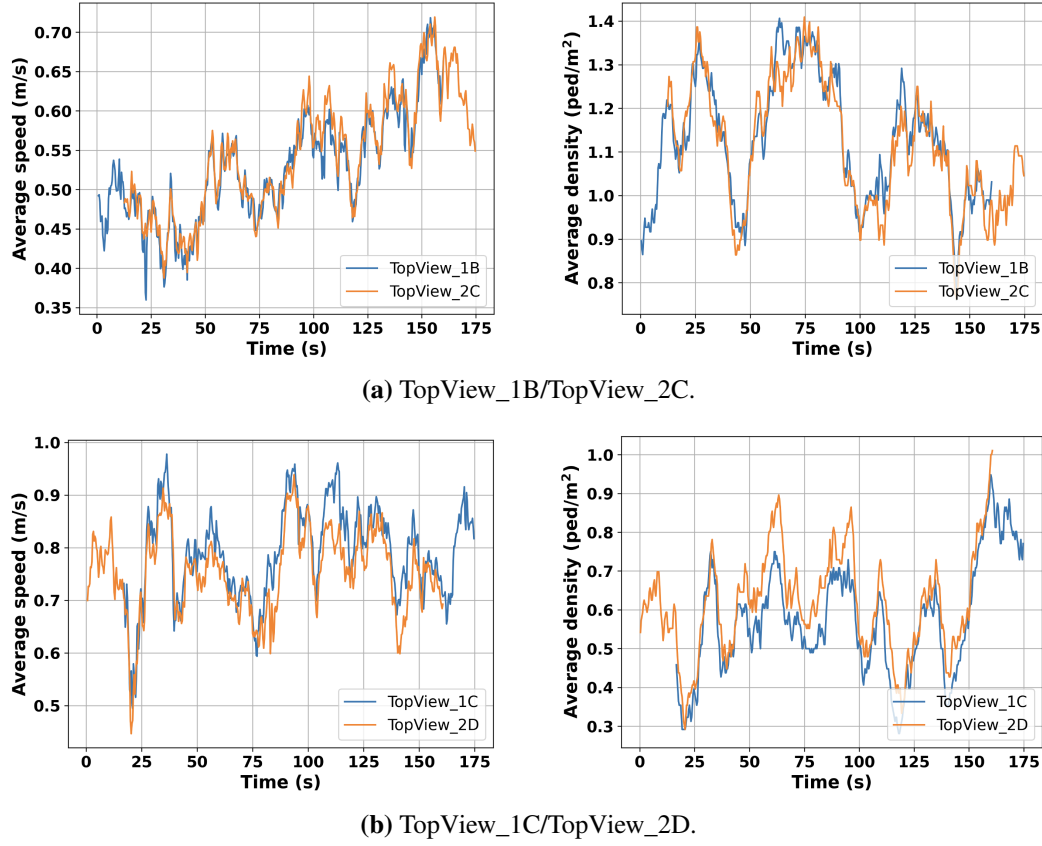 0.70
0.65
0.60
0.55
0.50
0.45
0.40
0.35
Average speed (m/s)
0 25 50 75 100 125 150 175
Time (s)
TopView_1B
TopView_2C
1.4
1.3
1.2
1.1
1.0
0.9
0.8
Average density (ped/m²)
0 25 50 75 100 125 150 175
Time (s)
TopView_1B
TopView_2C
(a) TopView_1B/TopView_2C.
1.0
0.9
0.8
0.7
0.6
0.5
Average speed (m/s)
0 25 50 75 100 125 150 175
Time (s)
TopView_1C
TopView_2D
1.0
0.9
0.8
0.7
0.6
0.5
0.4
0.3
Average density (ped/m²)
0 25 50 75 100 125 150 175
Time (s)
TopView_1C
TopView_2D
(b) TopView_1C/TopView_2D.